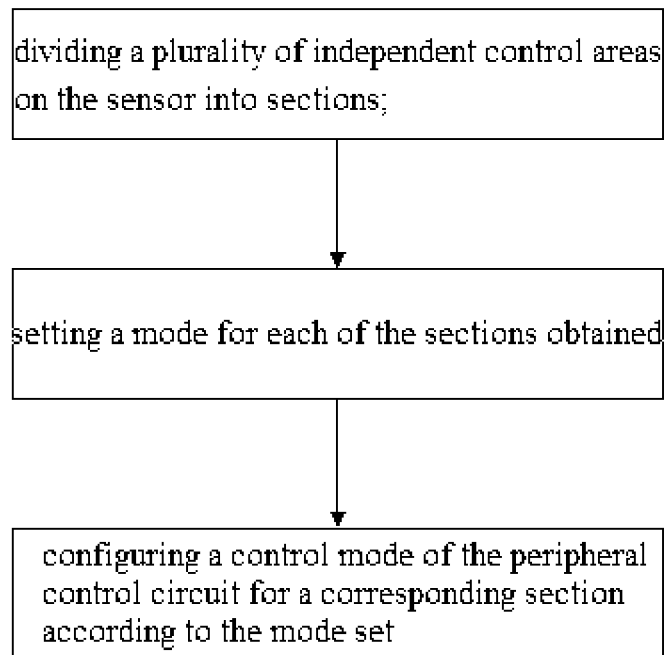 dividing a plurality of independent control areas
on the sensor into sections;
setting a mode for each of the sections obtained
configuring a control mode of the peripheral
control circuit for a corresponding section
according to the mode set